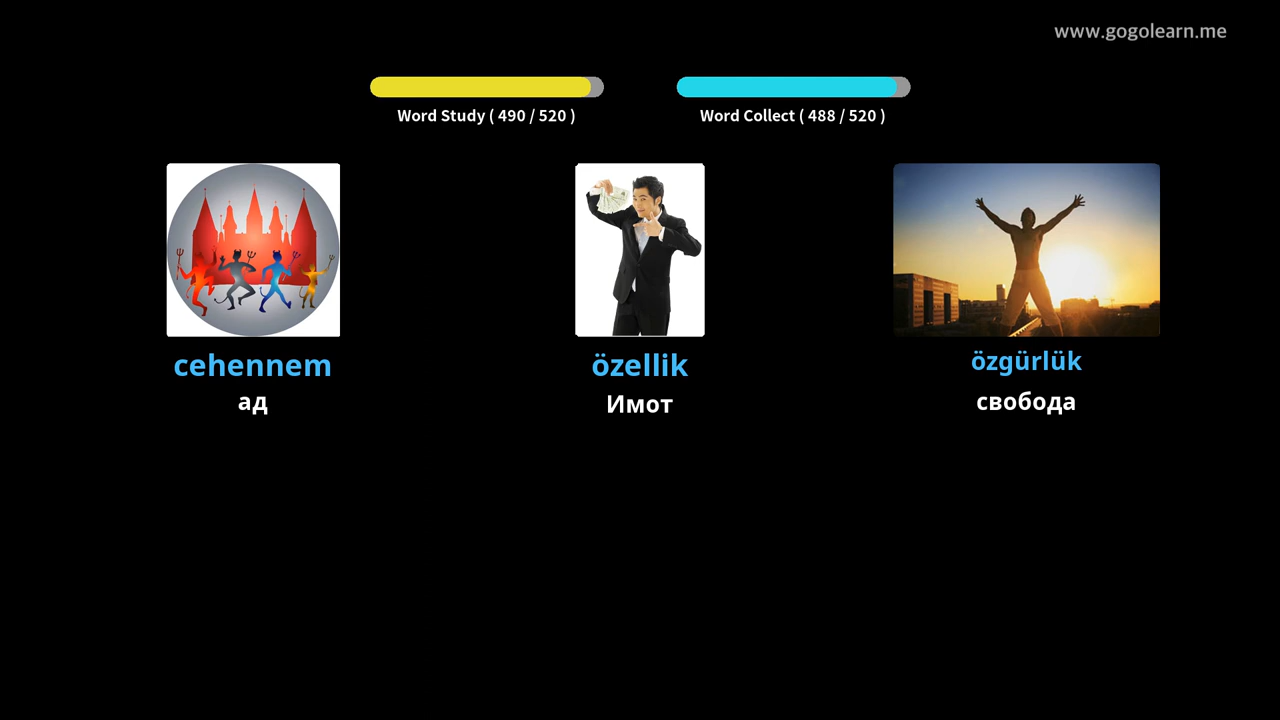 www.gogolearn.me
Word Study ( 490 / 520 )
Word Collect ( 488 / 520 )
cehennem
ад
özellik
Имот
özgürlük
свобода